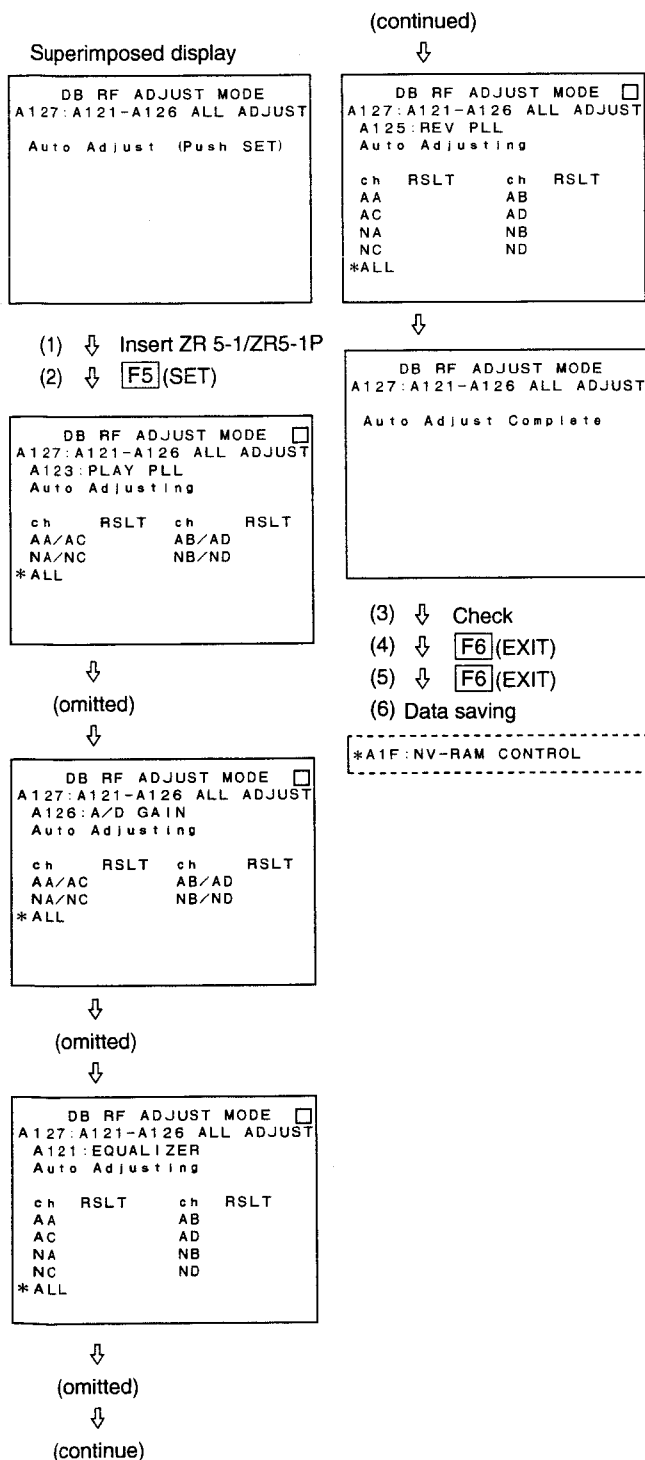 Superimposed display
DB RF ADJUST MODE
A127:A121-A126 ALL ADJUST
Auto Adjust (Push SET)
(1) ⇩ Insert ZR 5-1/ZR5-1P
(2) ⇩ F5 (SET)
DB RF ADJUST MODE □
A127:A121-A126 ALL ADJUST
A123:PLAY PLL
Auto Adjusting
ch RSLT ch RSLT
AA/AC AB/AD
NA/NC NB/ND
*ALL
⇩
(omitted)
⇩
DB RF ADJUST MODE □
A127:A121-A126 ALL ADJUST
A126:A/D GAIN
Auto Adjusting
ch RSLT ch RSLT
AA/AC AB/AD
NA/NC NB/ND
*ALL
⇩
(omitted)
⇩
DB RF ADJUST MODE □
A127:A121-A126 ALL ADJUST
A121:EQUALIZER
Auto Adjusting
ch RSLT ch RSLT
AA AB
AC AD
NA NB
NC ND
*ALL
⇩
(omitted)
⇩
(continue)
(continued)
⇩
DB RF ADJUST MODE □
A127:A121-A126 ALL ADJUST
A125:REV PLL
Auto Adjusting
ch RSLT ch RSLT
AA AB
AC AD
NA NB
NC ND
*ALL
⇩
DB RF ADJUST MODE
A127:A121-A126 ALL ADJUST
Auto Adjust Complete
(3) ⇩ Check
(4) ⇩ F6 (EXIT)
(5) ⇩ F6 (EXIT)
(6) Data saving
*A1F:NV-RAM CONTROL